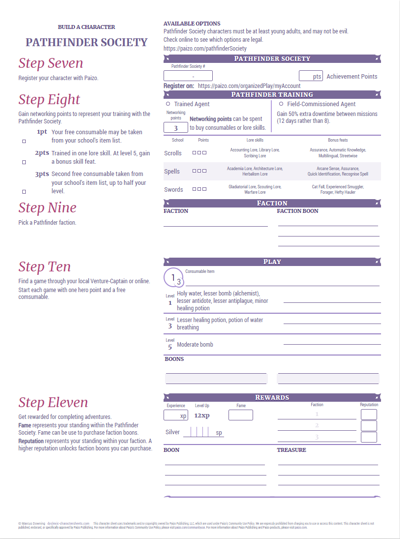 BUILD A CHARACTER
PATHFINDER SOCIETY
AVAILABLE OPTIONS
Pathfinder Society characters must be at least young adults, and may not be evil.
Check online to see which options are legal.
https://paizo.com/pathfinderSociety
Step Seven
Register your character with Paizo.
PATHFINDER SOCIETY
Pathfinder Society #
-
pts Achievement Points
Register on: https://paizo.com/organizedPlay/myAccount
Step Eight
Gain networking points to represent your training with the
Pathfinder Society.
1pt Your free consumable may be taken
from your school's item list.
2pts Trained in one lore skill. At level 5, gain
a bonus skill feat.
3pts Second free consumable taken from
your school's item list, up to half your
level.
PATHFINDER TRAINING
Trained Agent
Field-Commissioned Agent
Networking
points
3
Networking points can be spent
to buy consumables or lore skills.
Gain 50% extra downtime between missions
(12 days rather than 8).
School Points Lore skills Bonus feats
Scrolls
Accounting Lore, Library Lore,
Scribing Lore
Assurance, Automatic Knowledge,
Multilingual, Streetwise
Spells
Academia Lore, Architecture Lore,
Herbalism Lore
Arcane Sense, Assurance,
Quick Identification, Recognise Spell
Swords
Gladiatorial Lore, Scouting Lore,
Warfare Lore
Cat Fall, Experienced Smuggler,
Forager, Hefty Hauler
Step Nine
Pick a Pathfinder faction.
FACTION
FACTION
FACTION BOON
Step Ten
Find a game through your local Venture-Captain or online.
Start each game with one hero point and a free
consumable.
PLAY
1
3
Consumable here
Level
1
Holy water, lesser bomb (alchemist),
lesser antidote, lesser antiplague, minor
healing potion
Level
3
Lesser healing potion, potion of water
breathing
Level
5
Moderate bomb
BOONS
Step Eleven
Get rewarded for completing adventures.
Fame represents your standing within the Pathfinder
Society. Fame can be use to purchase faction boons.
Reputation represents your standing within your faction. A
higher reputation unlocks faction boons you can purchase.
REWARDS
Experience Level Up Fame Faction Reputation
xp 12xp
Silver sp
1
2
3
BOON
TREASURE